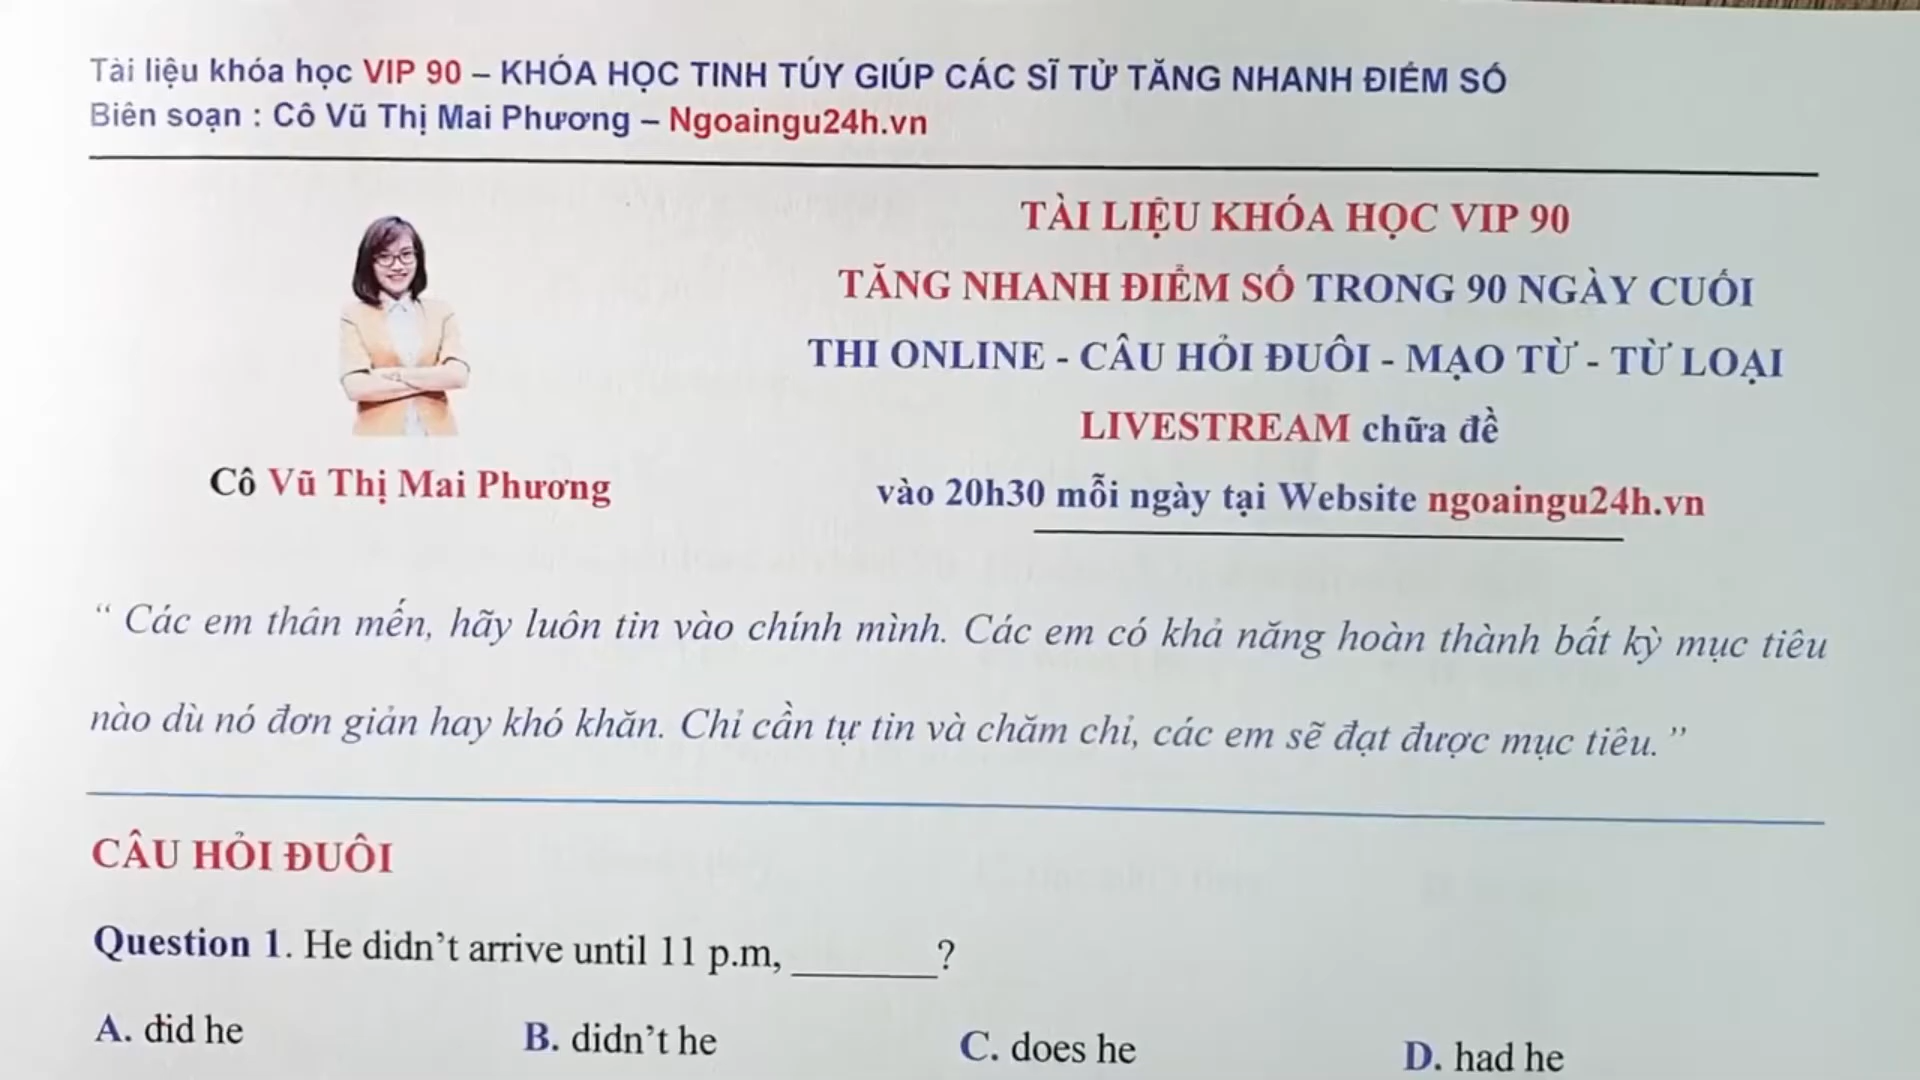 Tài liệu khóa học VIP 90 – KHÓA HỌC TINH TÚY GIÚP CÁC SĨ TỬ TĂNG NHANH ĐIỂM SỐ
Biên soạn : Cô Vũ Thị Mai Phương – Ngoaingu24h.vn
TÀI LIỆU KHÓA HỌC VIP 90
TĂNG NHANH ĐIỂM SỐ TRONG 90 NGÀY CUỐI
THI ONLINE - CÂU HỎI ĐUÔI - MẠO TỪ - TỪ LOẠI
LIVESTREAM chữa đề
vào 20h30 mỗi ngày tại Website ngoaingu24h.vn
Cô Vũ Thị Mai Phương
“ Các em thân mến, hãy luôn tin vào chính mình. Các em có khả năng hoàn thành bất kỳ mục tiêu
nào dù nó đơn giản hay khó khăn. Chỉ cần tự tin và chăm chỉ, các em sẽ đạt được mục tiêu. ”
CÂU HỎI ĐUÔI
Question 1. He didn’t arrive until 11 p.m, _______?
A. did he B. didn’t he C. does he D. had he